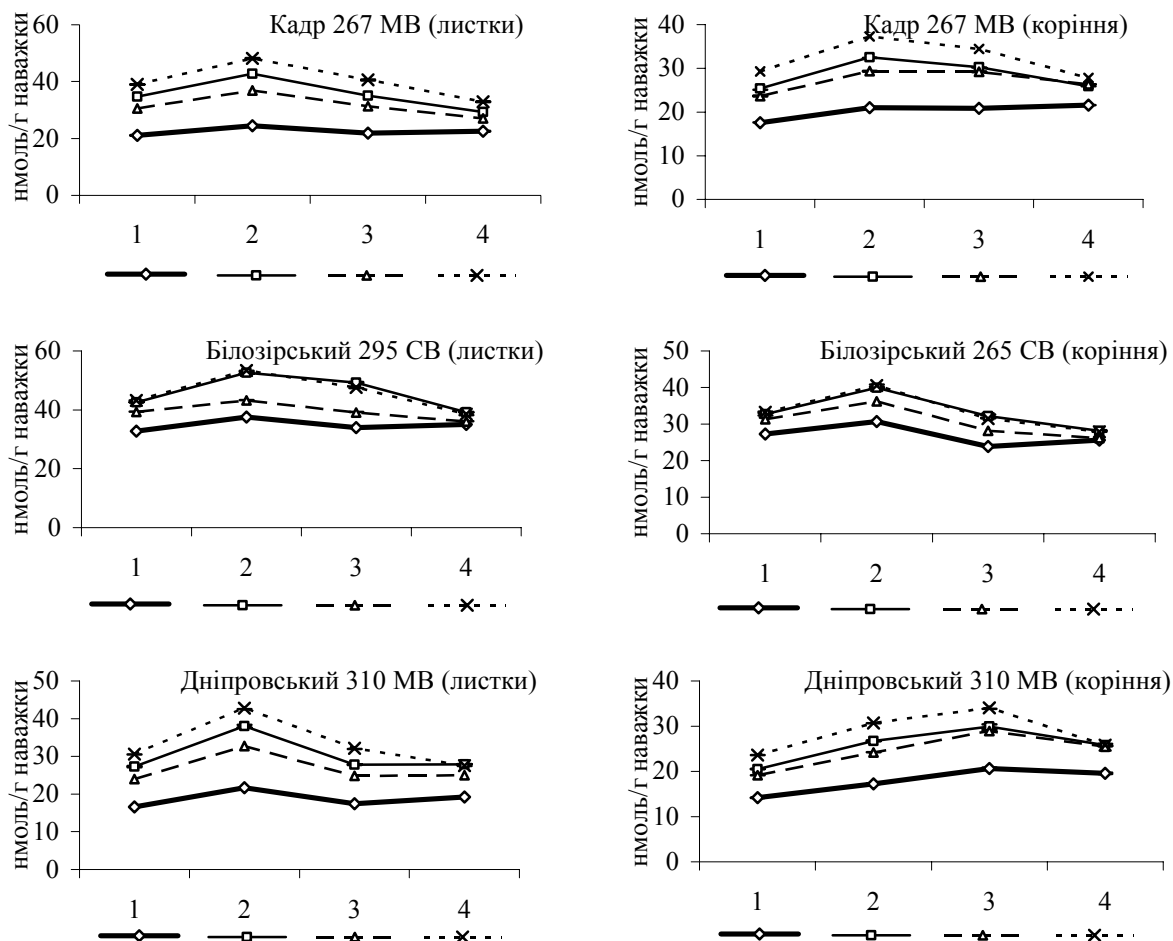 Кадр 267 МВ (листки)
нмоль/г наважки
60
40
20
0
1 2 3 4
Кадр 267 МВ (коріння)
нмоль/г наважки
40
30
20
10
0
1 2 3 4
Білозірський 295 СВ (листки)
нмоль/г наважки
60
40
20
0
1 2 3 4
Білозірський 265 СВ (коріння)
нмоль/г наважки
50
40
30
20
10
0
1 2 3 4
Дніпровський 310 МВ (листки)
нмоль/г наважки
50
40
30
20
10
0
1 2 3 4
Дніпровський 310 МВ (коріння)
нмоль/г наважки
40
30
20
10
0
1 2 3 4